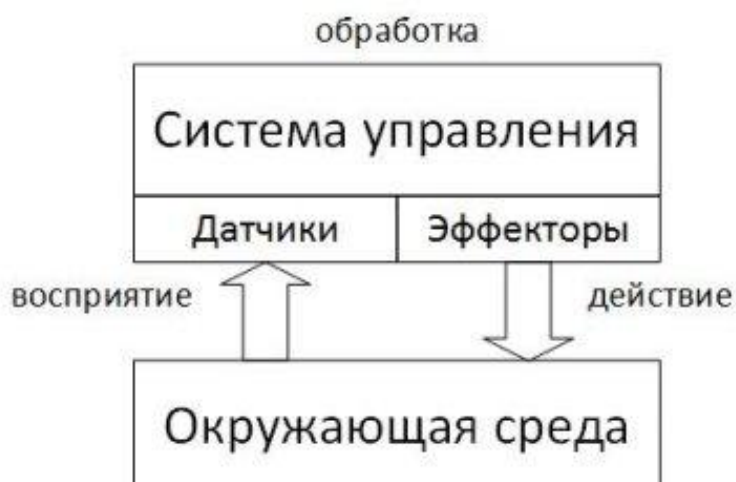 обработка
Система управления
Датчики
Эффекторы
восприятие
действие
Окружающая среда